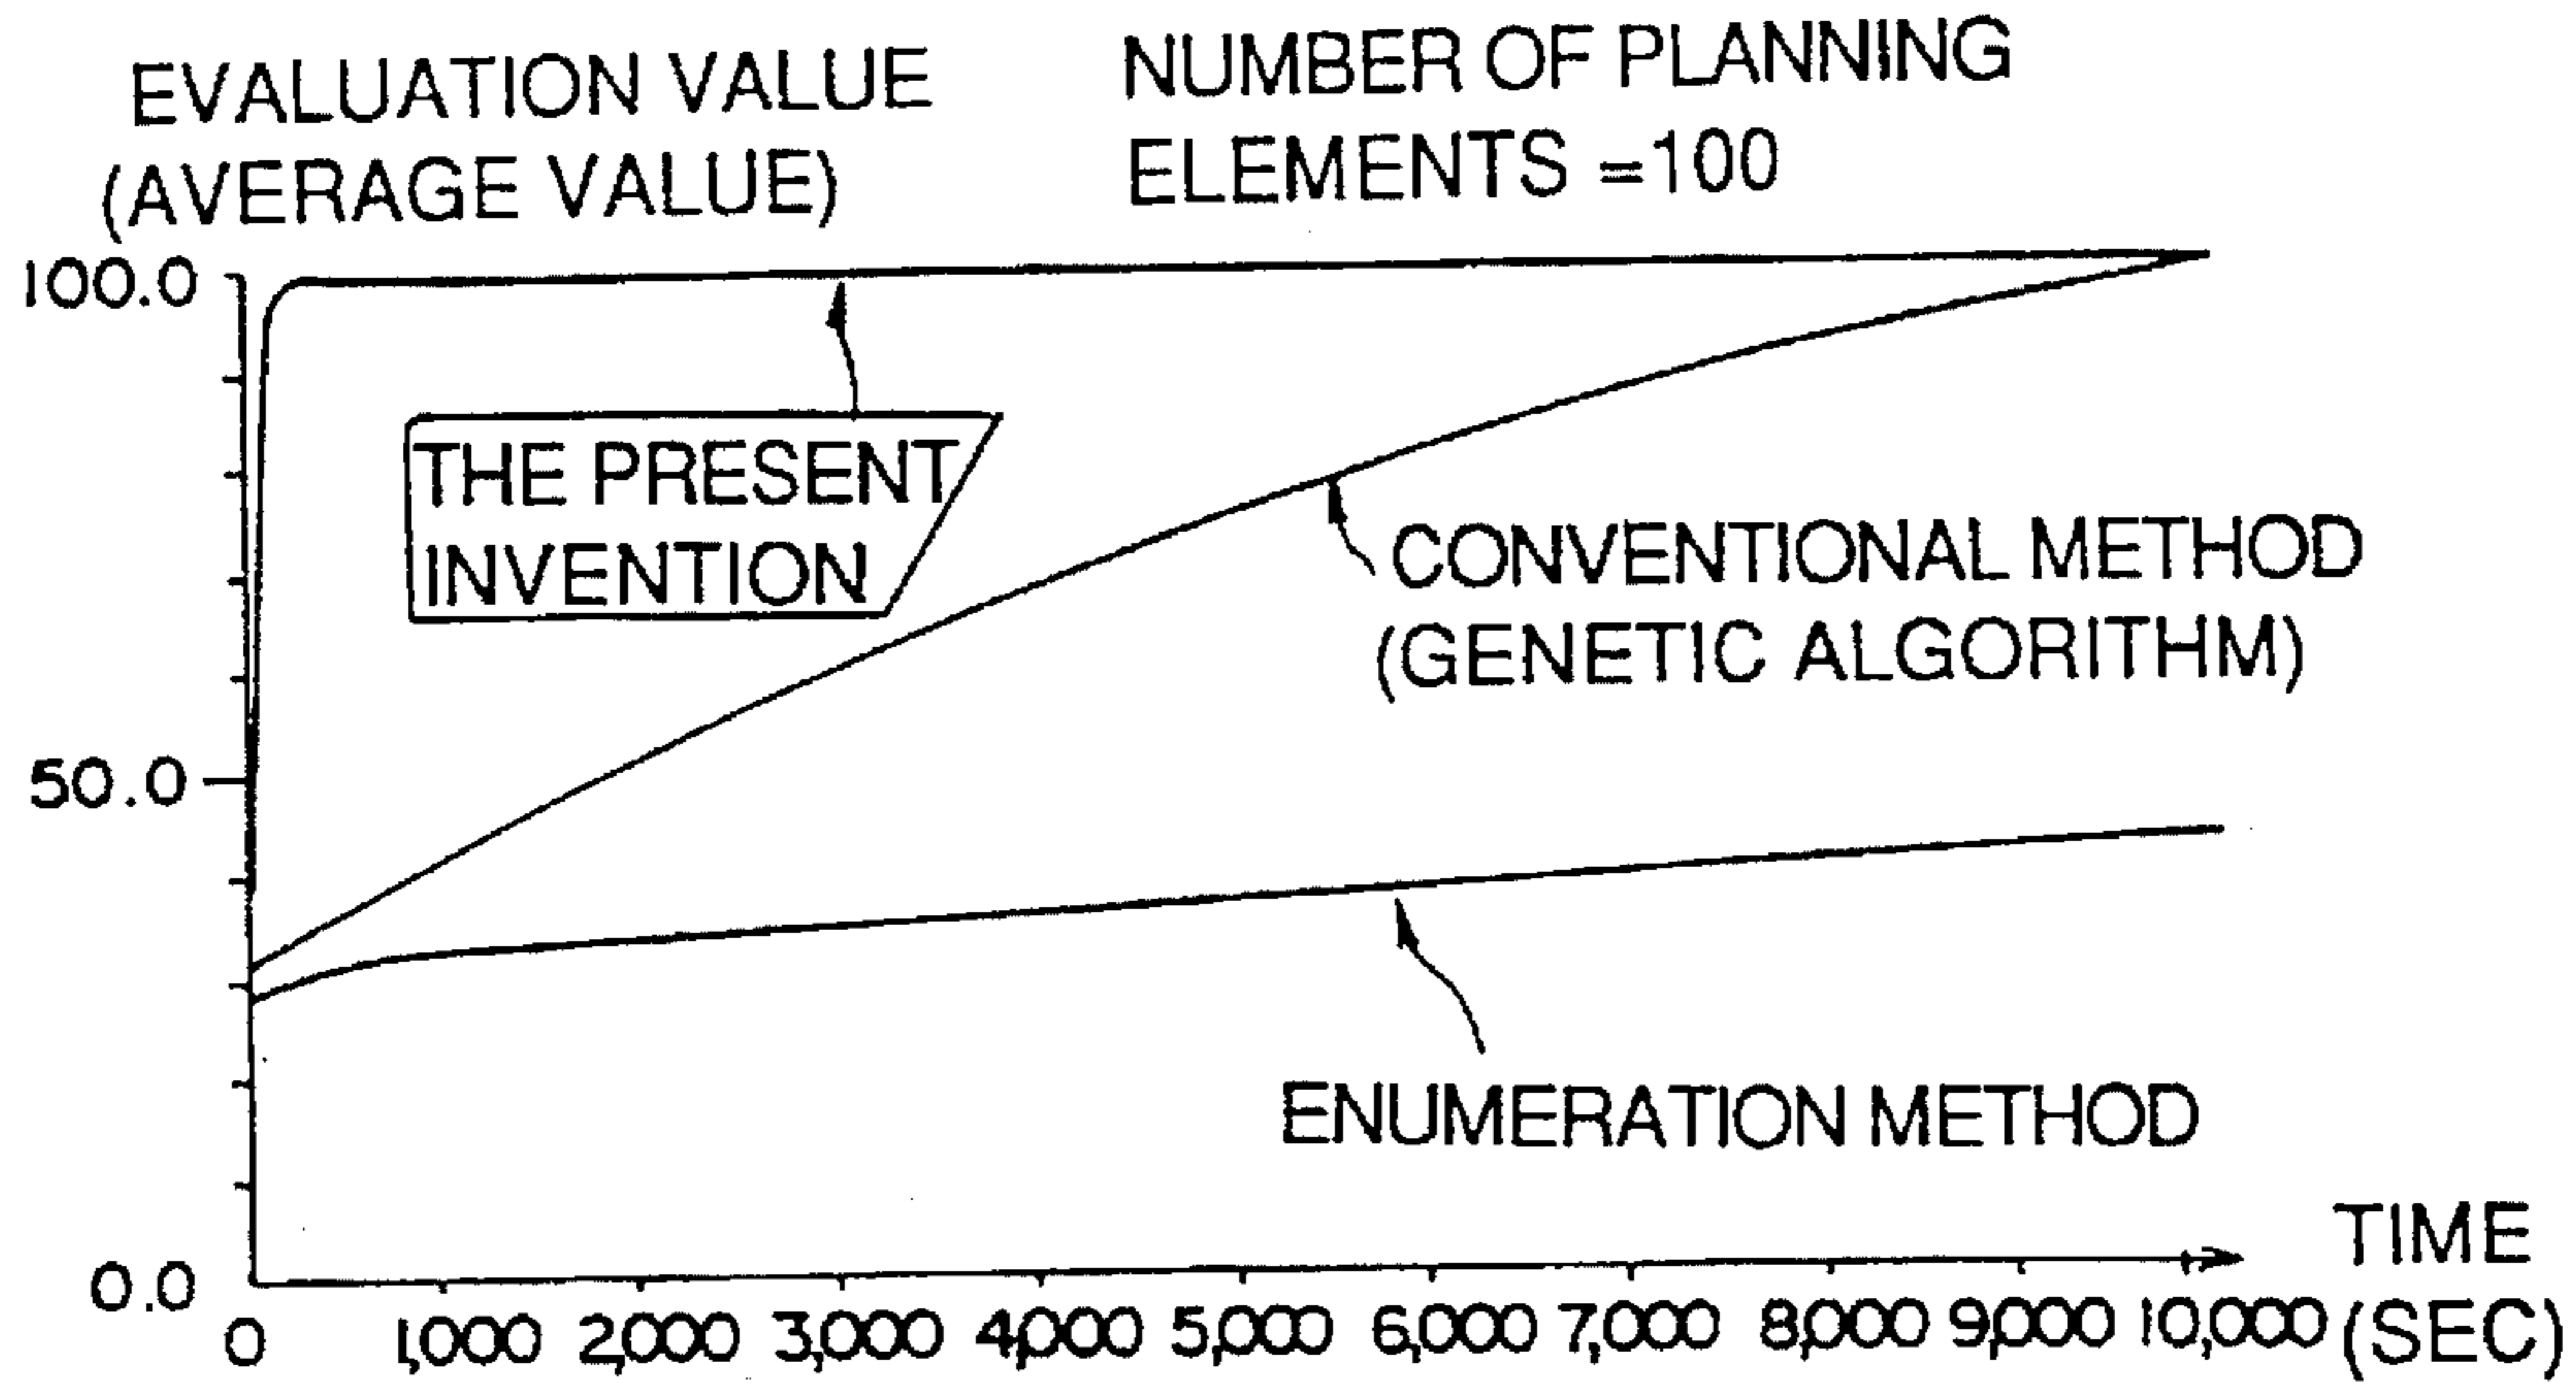 EVALUATION VALUE
(AVERAGE VALUE)
NUMBER OF PLANNING
ELEMENTS =100
100.0
THE PRESENT
INVENTION
CONVENTIONAL METHOD
(GENETIC ALGORITHM)
50.0
ENUMERATION METHOD
0.0
0 1,000 2,000 3,000 4,000 5,000 6,000 7,000 8,000 9,000 10,000
TIME
(SEC)